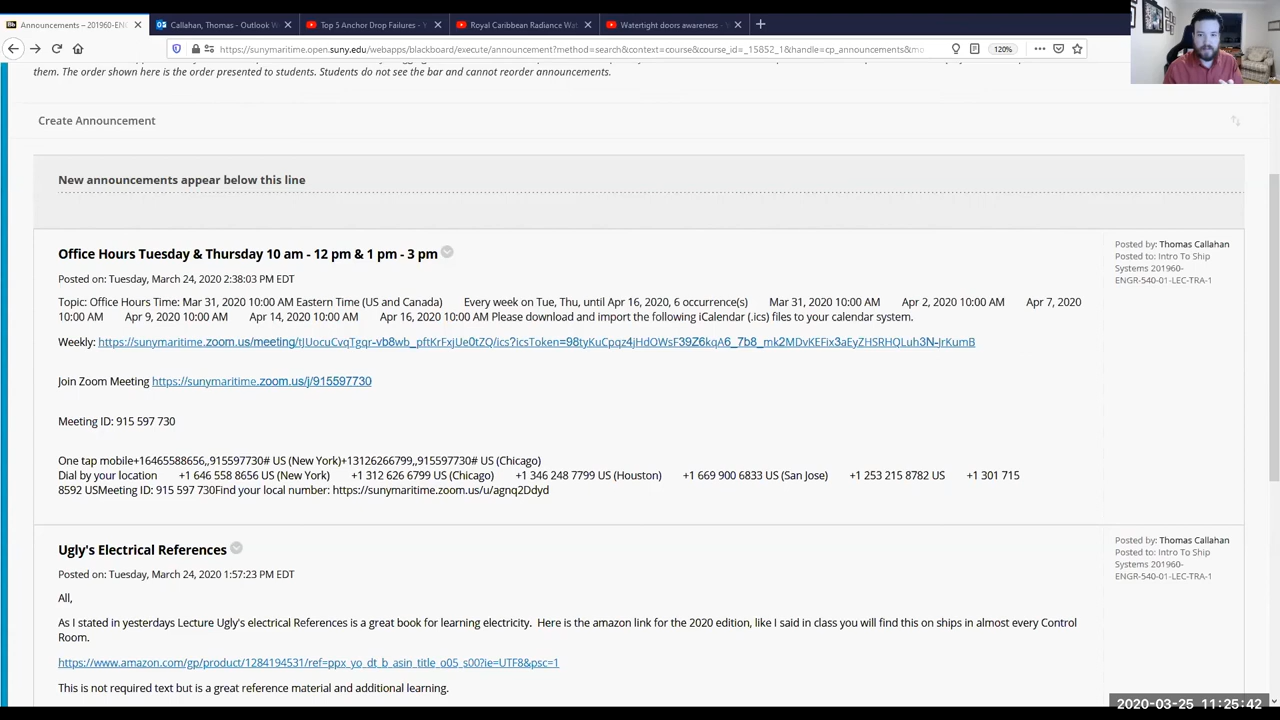 Announcements – 201960-ENG
Callahan, Thomas - Outlook W
Top 5 Anchor Drop Failures - Y
Royal Caribbean Radiance Wat
Watertight doors awareness - Y
https://sunymaritime.open.suny.edu/webapps/blackboard/execute/announcement?method=search&context=course&course_id=_15852_1&handle=cp_announcements&mo
120%
them. The order shown here is the order presented to students. Students do not see the bar and cannot reorder announcements.
Create Announcement
New announcements appear below this line
Office Hours Tuesday & Thursday 10 am - 12 pm & 1 pm - 3 pm
Posted by: Thomas Callahan
Posted to: Intro To Ship
Systems 201960-
ENGR-540-01-LEC-TRA-1
Posted on: Tuesday, March 24, 2020 2:38:03 PM EDT
Topic: Office Hours Time: Mar 31, 2020 10:00 AM Eastern Time (US and Canada) Every week on Tue, Thu, until Apr 16, 2020, 6 occurrence(s) Mar 31, 2020 10:00 AM Apr 2, 2020 10:00 AM Apr 7, 2020
10:00 AM Apr 9, 2020 10:00 AM Apr 14, 2020 10:00 AM Apr 16, 2020 10:00 AM Please download and import the following iCalendar (.ics) files to your calendar system.
Weekly: https://sunymaritime.zoom.us/meeting/tJUocuCvqTgqr-vb8wb_pftKrFxjUe0tZQ/ics?icsToken=98tyKuCpqz4jHdOWsF39Z6kqA6_7b8_mk2MDvKEFix3aEyZHSRHQLuh3N-JrKumB
Join Zoom Meeting https://sunymaritime.zoom.us/j/915597730
Meeting ID: 915 597 730
One tap mobile+16465588656,,915597730# US (New York)+13126266799,,915597730# US (Chicago)
Dial by your location +1 646 558 8656 US (New York) +1 312 626 6799 US (Chicago) +1 346 248 7799 US (Houston) +1 669 900 6833 US (San Jose) +1 253 215 8782 US +1 301 715
8592 USMeeting ID: 915 597 730Find your local number: https://sunymaritime.zoom.us/u/agnq2Ddyd
Ugly's Electrical References
Posted by: Thomas Callahan
Posted to: Intro To Ship
Systems 201960-
ENGR-540-01-LEC-TRA-1
Posted on: Tuesday, March 24, 2020 1:57:23 PM EDT
All,
As I stated in yesterdays Lecture Ugly's electrical References is a great book for learning electricity. Here is the amazon link for the 2020 edition, like I said in class you will find this on ships in almost every Control
Room.
https://www.amazon.com/gp/product/1284194531/ref=ppx_yo_dt_b_asin_title_o05_s00?ie=UTF8&psc=1
This is not required text but is a great reference material and additional learning.
2020-03-25 11:25:42